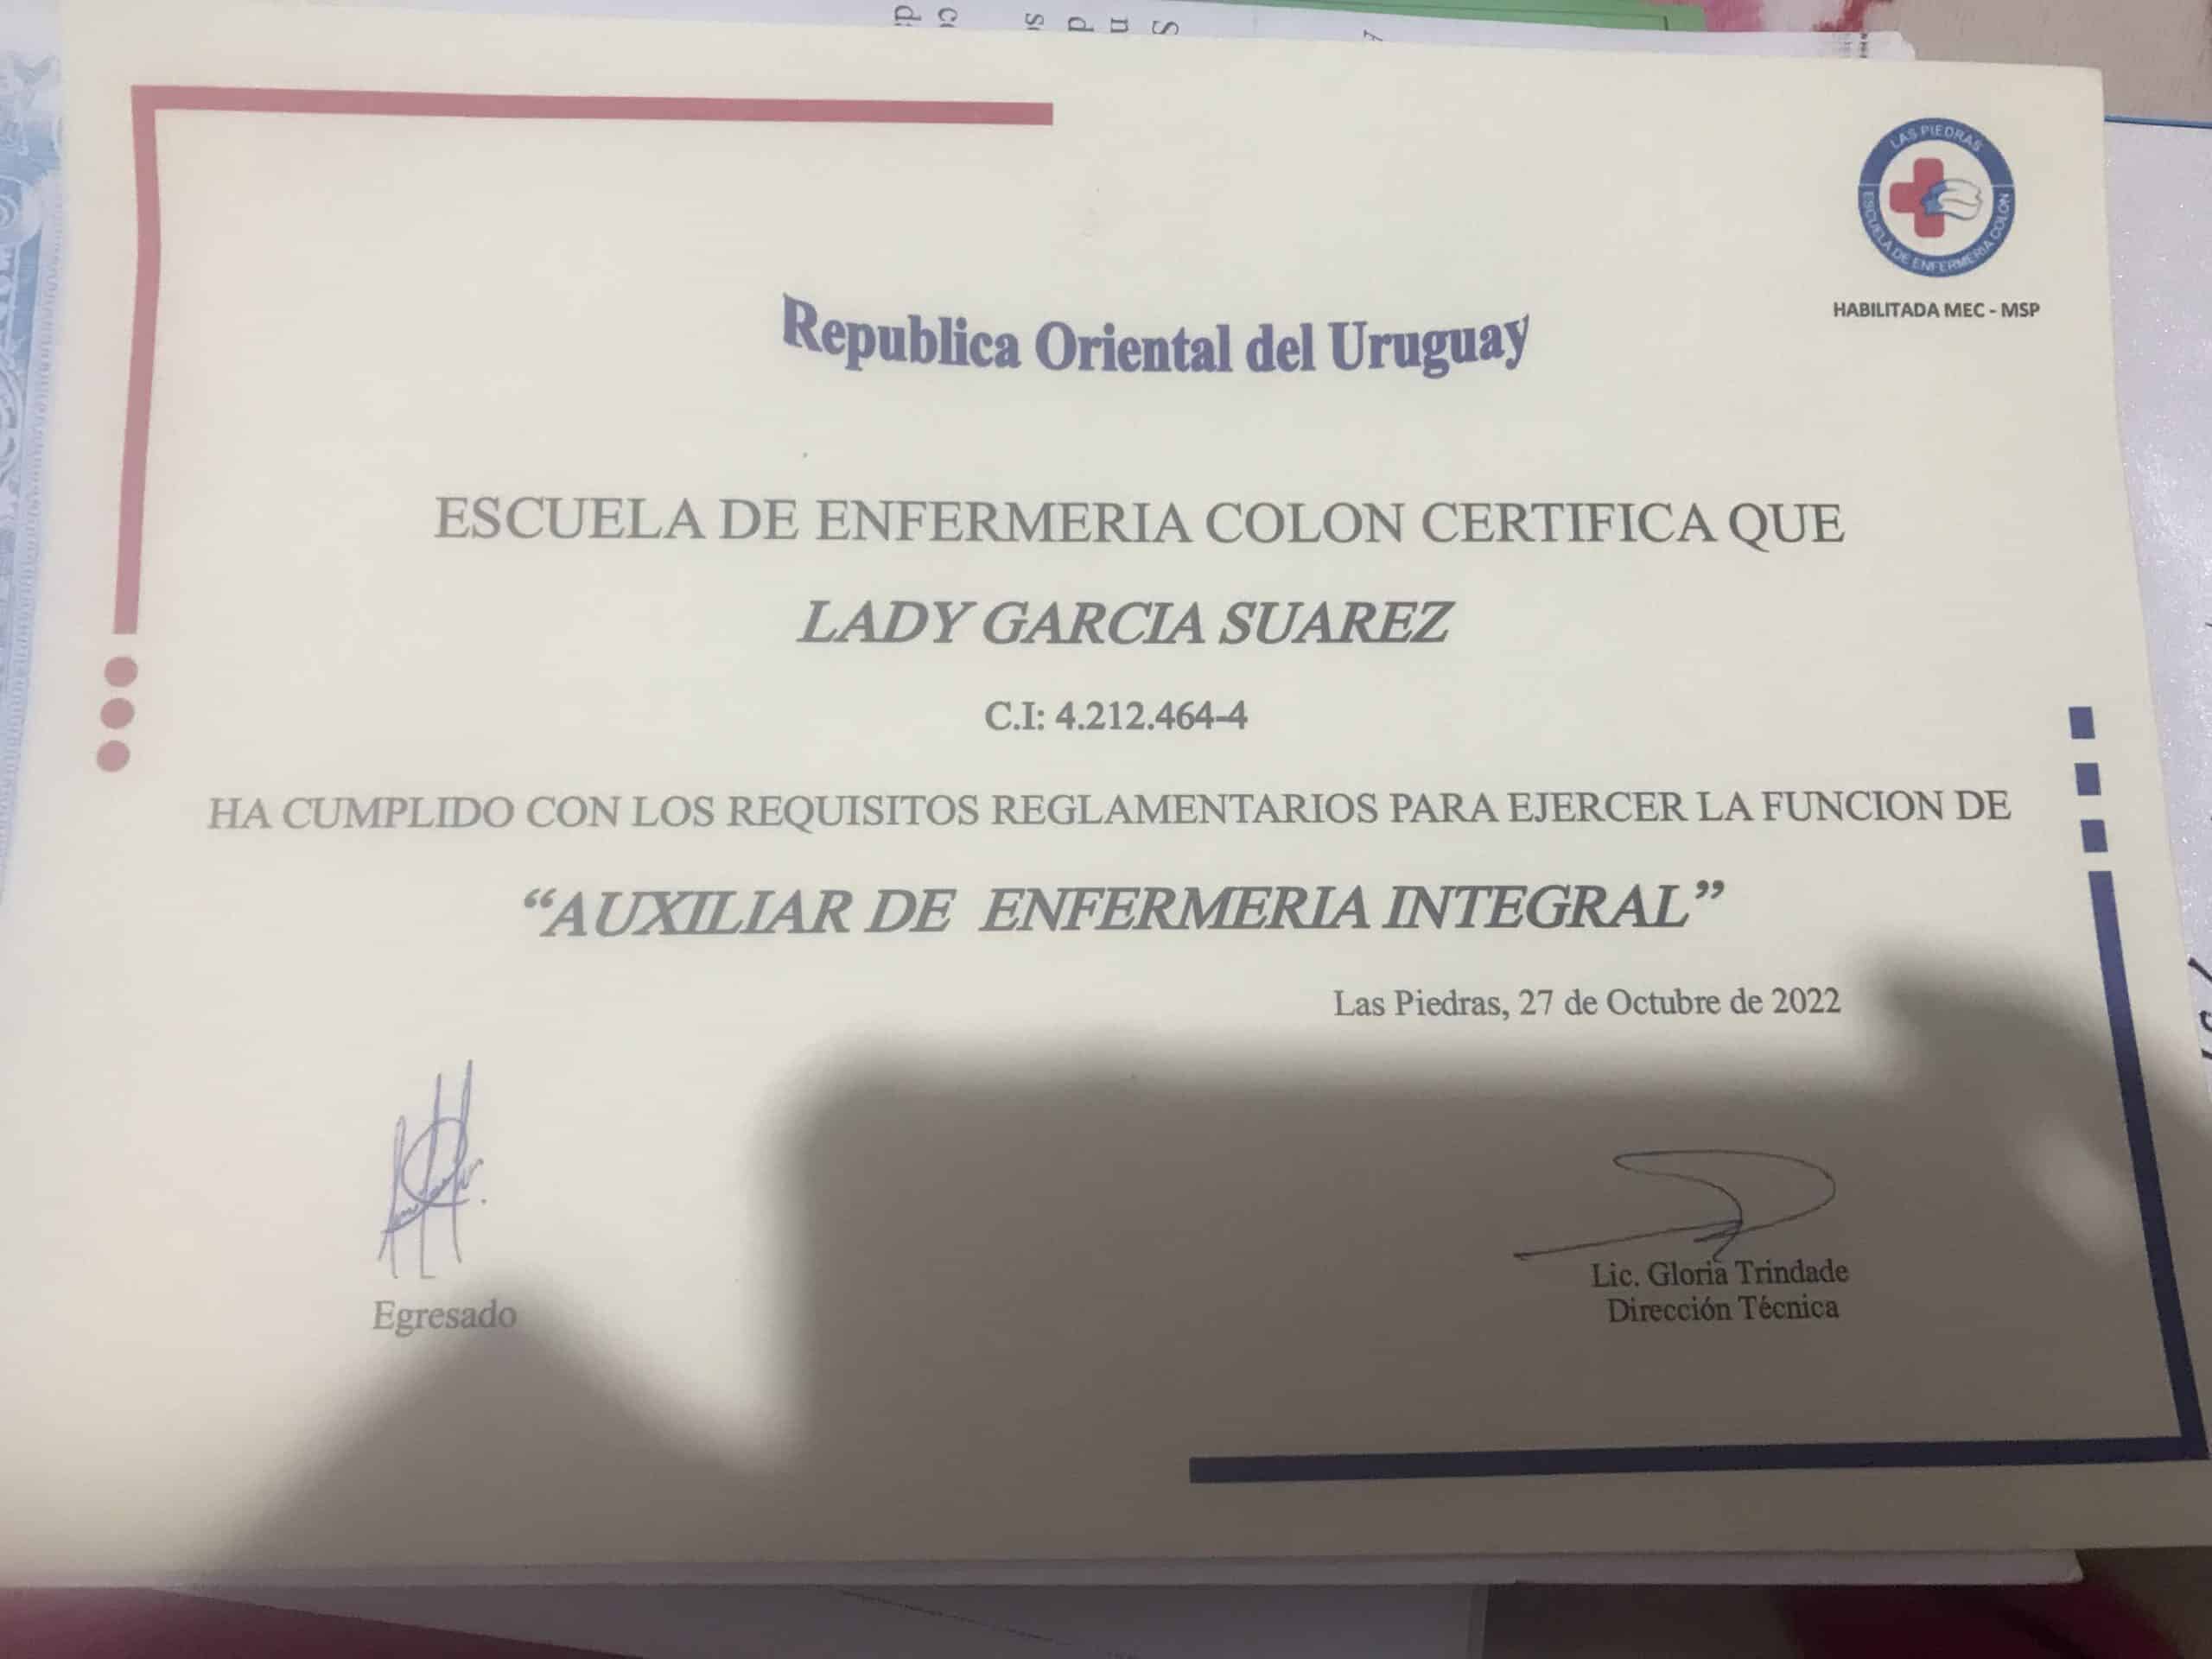 LAS PIEDRAS
ESCUELA DE ENFERMERIA COLON
HABILITADA MEC - MSP
Republica Oriental del Uruguay
ESCUELA DE ENFERMERIA COLON CERTIFICA QUE
LADY GARCIA SUAREZ
C.I: 4.212.464-4
HA CUMPLIDO CON LOS REQUISITOS REGLAMENTARIOS PARA EJERCER LA FUNCION DE
“AUXILIAR DE ENFERMERIA INTEGRAL”
Las Piedras, 27 de Octubre de 2022
Egresado
Lic. Gloria Trindade
Dirección Técnica